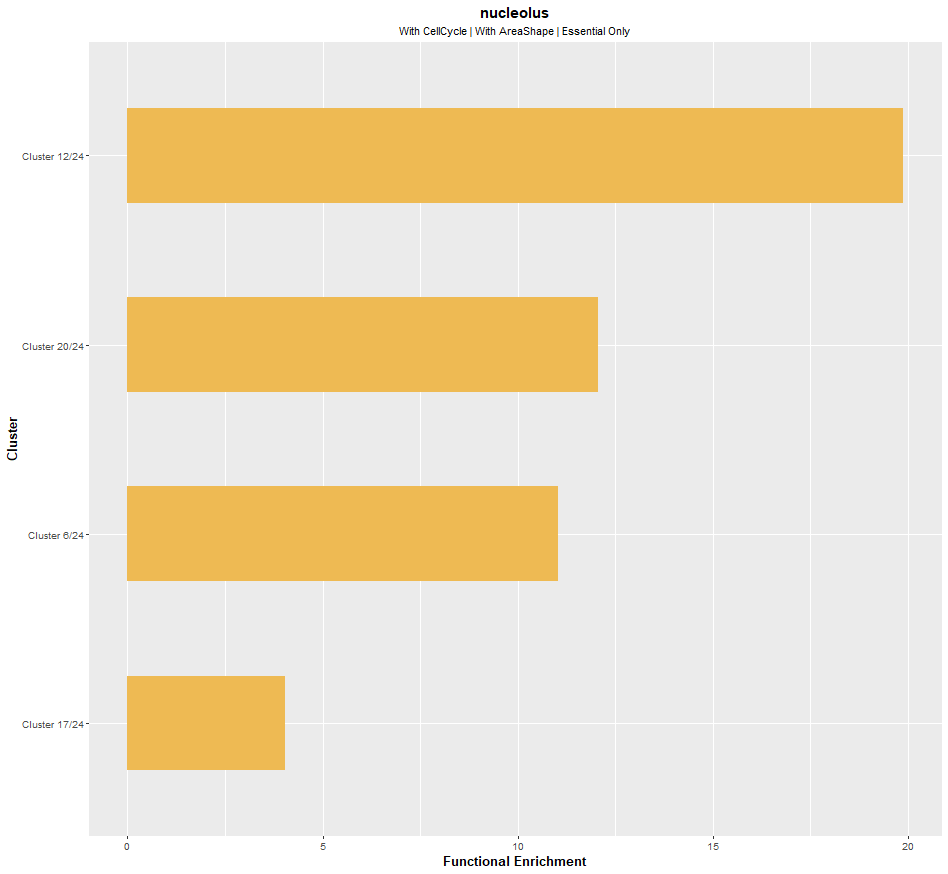 nucleolus
With CellCycle | With AreaShape | Essential Only
Cluster
Cluster 12/24
Cluster 20/24
Cluster 6/24
Cluster 17/24
0 5 10 15 20
Functional Enrichment